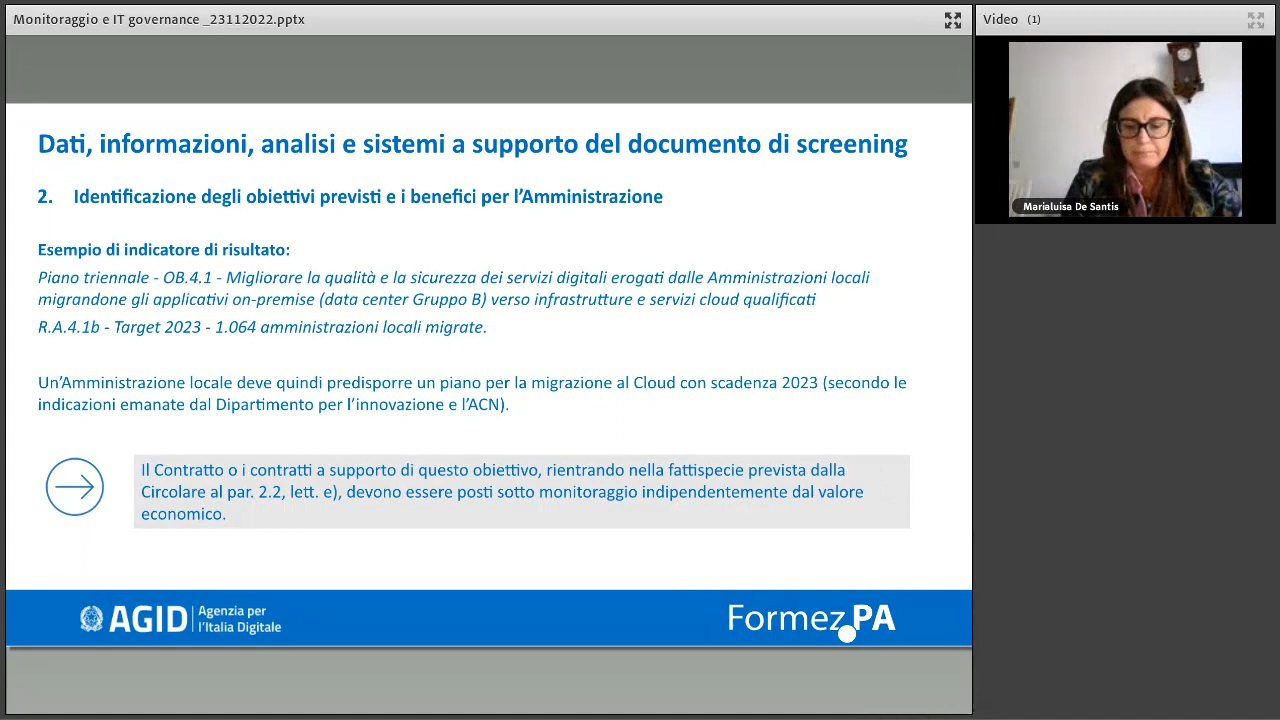 Monitoraggio e IT governance _23112022.pptx
Video (1)
Marialuisa De Santis
Dati, informazioni, analisi e sistemi a supporto del documento di screening
2. Identificazione degli obiettivi previsti e i benefici per l'Amministrazione
Esempio di indicatore di risultato:
Piano triennale - OB.4.1 - Migliorare la qualità e la sicurezza dei servizi digitali erogati dalle Amministrazioni locali
migrandone gli applicativi on-premise (data center Gruppo B) verso infrastrutture e servizi cloud qualificati
R.A.4.1b - Target 2023 - 1.064 amministrazioni locali migrate.
Un'Amministrazione locale deve quindi predisporre un piano per la migrazione al Cloud con scadenza 2023 (secondo le
indicazioni emanate dal Dipartimento per l'innovazione e l'ACN).
Il Contratto o i contratti a supporto di questo obiettivo, rientrando nella fattispecie prevista dalla
Circolare al par. 2.2, lett. e), devono essere posti sotto monitoraggio indipendentemente dal valore
economico.
AGID
Agenzia per
l'Italia Digitale
Formez PA